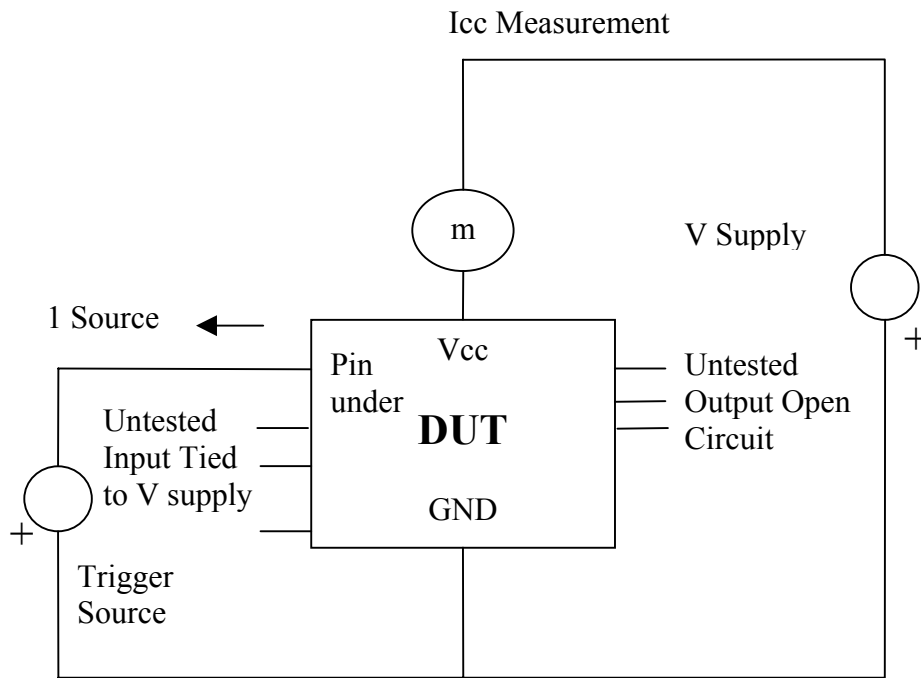 Icc Measurement
m
V Supply
+
1 Source
Vcc
Pin
under
DUT
GND
Untested
Output Open
Circuit
Untested
Input Tied
to V supply
+
Trigger
Source